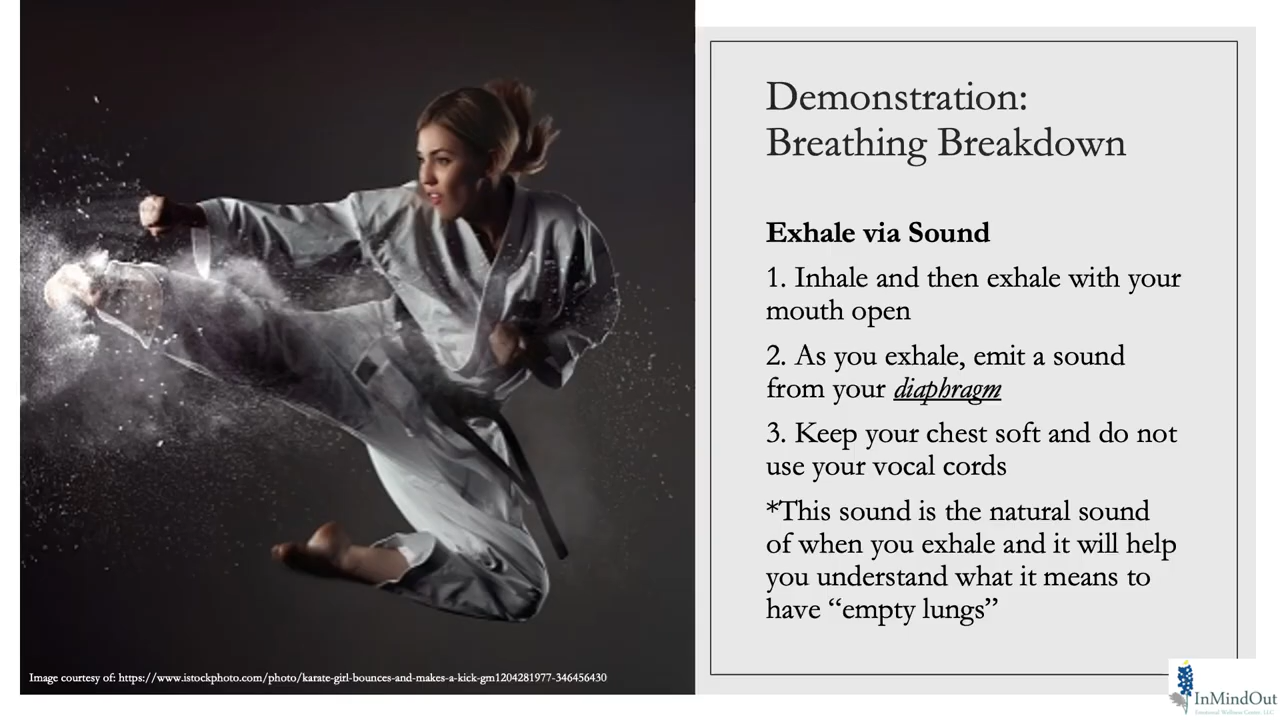 Demonstration:
Breathing Breakdown
Exhale via Sound
1. Inhale and then exhale with your
mouth open
2. As you exhale, emit a sound
from your diaphragm
3. Keep your chest soft and do not
use your vocal cords
*This sound is the natural sound
of when you exhale and it will help
you understand what it means to
have “empty lungs”
Image courtesy of: https://www.istockphoto.com/photo/karate-girl-bounces-and-makes-a-kick-gm1204281977-346456430
InMindOut
Emotional Wellness Center, LLC